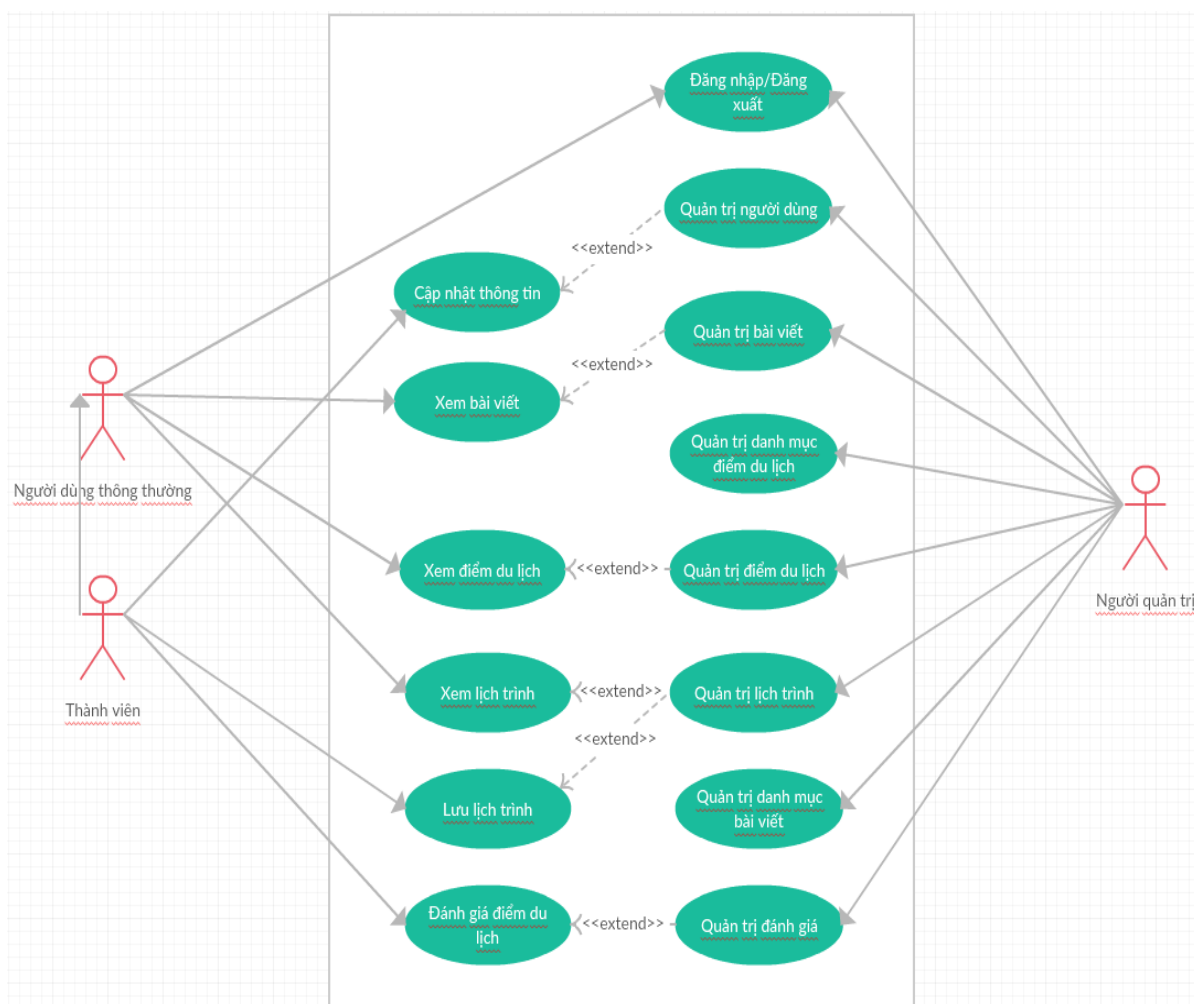 Đăng nhập/Đăng
xuất
Quản trị người dùng
<<extend>>
Cập nhật thông tin
Quản trị bài viết
<<extend>>
Xem bài viết
Quản trị danh mục
điểm du lịch
Người dùng thông thường
Xem điểm du lịch
<<extend>>
Quản trị điểm du lịch
Người quản trị
Thành viên
Xem lịch trình
<<extend>>
Quản trị lịch trình
<<extend>>
Lưu lịch trình
Quản trị danh mục
bài viết
Đánh giá điểm du
lịch
<<extend>>
Quản trị đánh giá